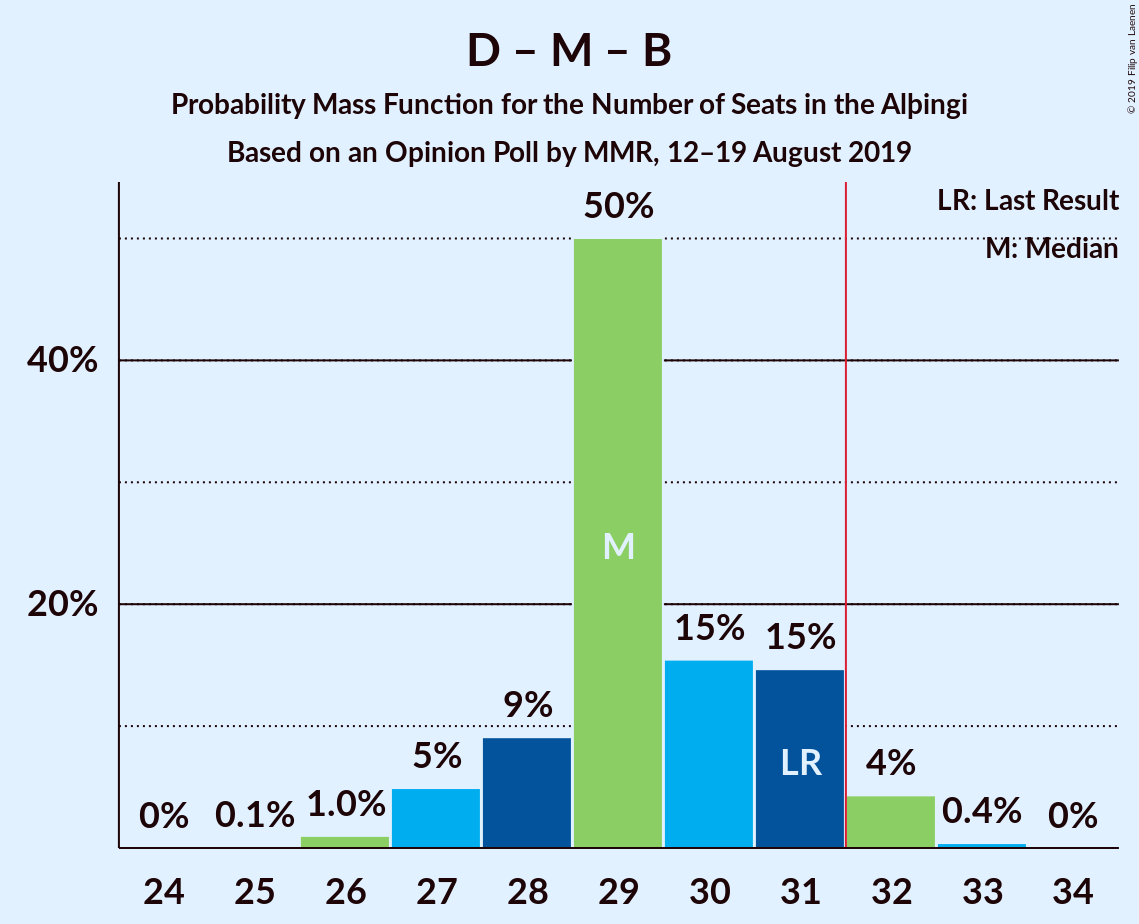 D – M – B
Probability Mass Function for the Number of Seats in the Alþingi
Based on an Opinion Poll by MMR, 12–19 August 2019
© 2019 Filip van Laenen
LR: Last Result
M: Median
50%
40%
M
20%
15%
15%
9%
5%
LR
4%
0%
0.1%
1.0%
0.4%
0%
24 25 26 27 28 29 30 31 32 33 34